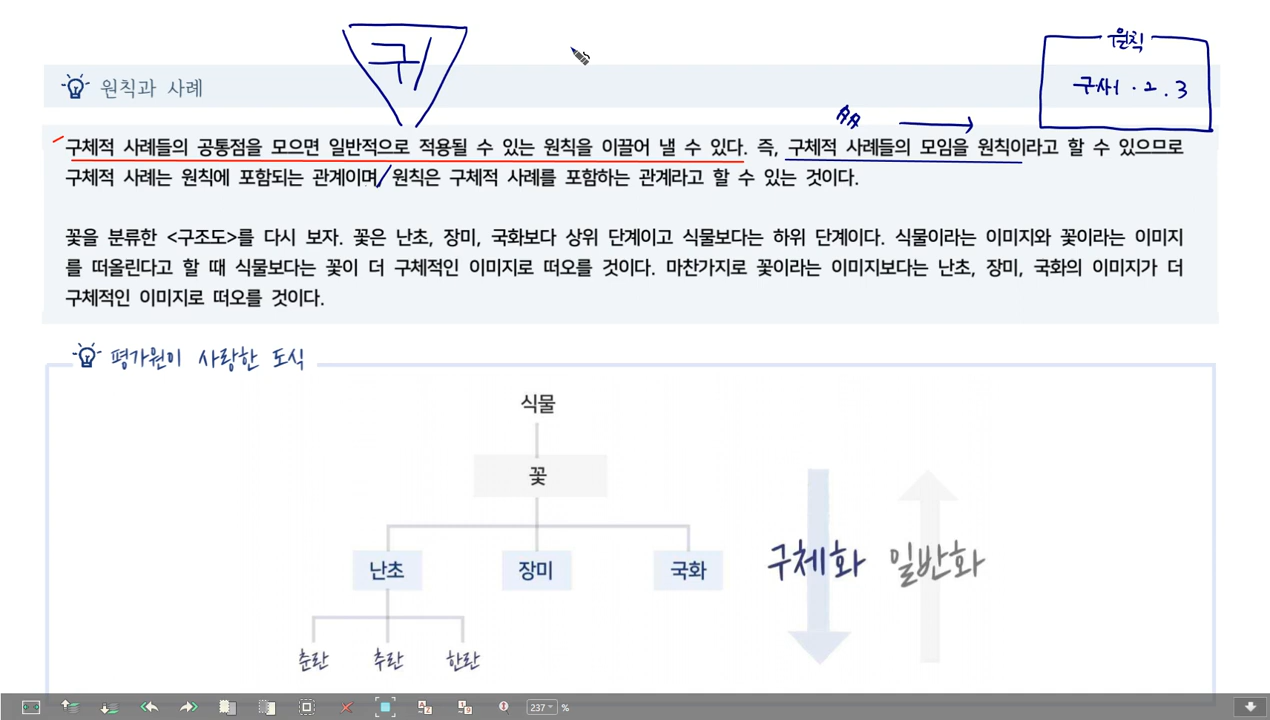 귀
원칙
구사1 . 2 . 3
원칙과 사례
구체적 사례들의 공통점을 모으면 일반적으로 적용될 수 있는 원칙을 이끌어 낼 수 있다. 즉, 구체적 사례들의 모임을 원칙이라고 할 수 있으므로
구체적 사례는 원칙에 포함되는 관계이며, 원칙은 구체적 사례를 포함하는 관계라고 할 수 있는 것이다.
꽃을 분류한 <구조도>를 다시 보자. 꽃은 난초, 장미, 국화보다 상위 단계이고 식물보다는 하위 단계이다. 식물이라는 이미지와 꽃이라는 이미지
를 떠올린다고 할 때 식물보다는 꽃이 더 구체적인 이미지로 떠오를 것이다. 마찬가지로 꽃이라는 이미지보다는 난초, 장미, 국화의 이미지가 더
구체적인 이미지로 떠오를 것이다.
평가원이 사랑한 도식
식물
꽃
난초 장미 국화
구체화 일반화
춘란 추란 한란
237 %